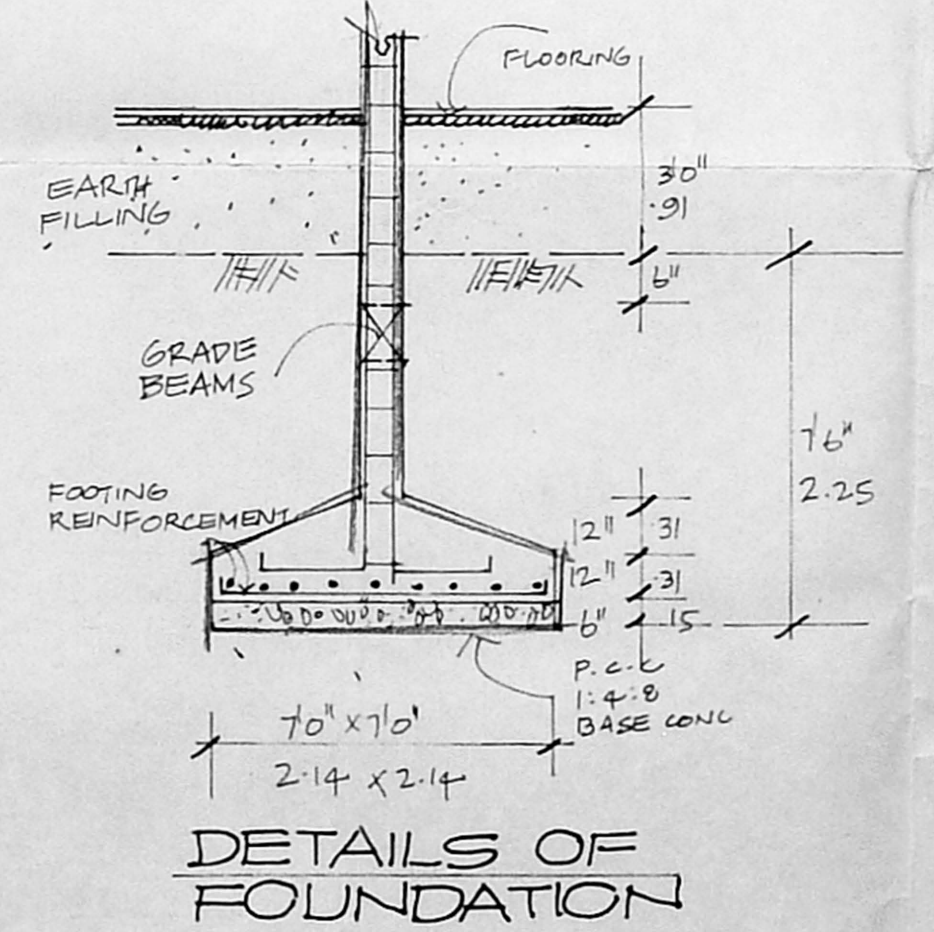 FLOORING
EARTH
FILLING
3'0"
.91
6"
GRADE
BEAMS
7'6"
2.25
FOOTING
REINFORCEMENT
12" .31
12" .31
6" .15
P.C.C
1:4:8
BASE CONC
7'0" x 7'0"
2.14 x 2.14
DETAILS OF
FOUNDATION